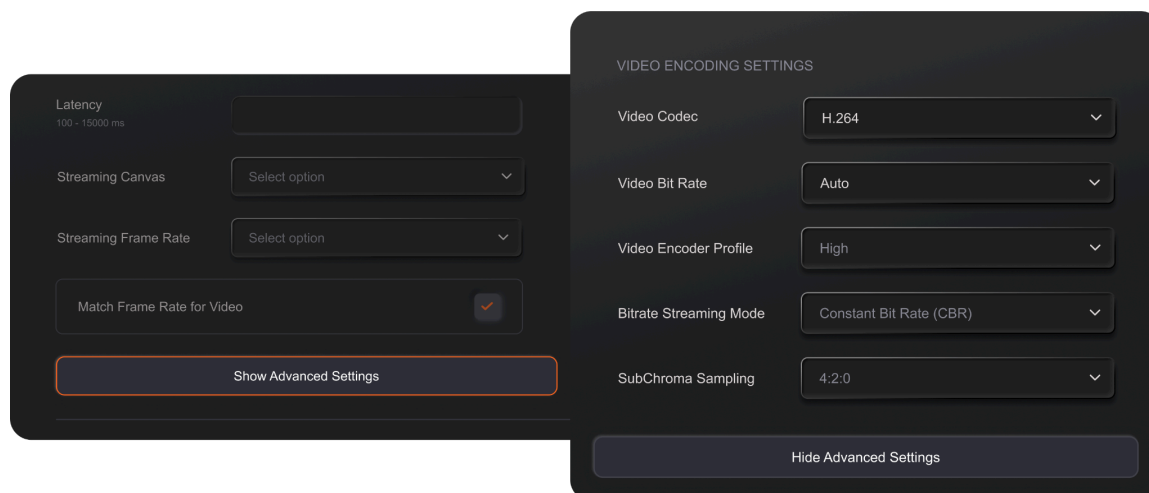 Latency
100 - 15000 ms
Streaming Canvas Select option
Streaming Frame Rate Select option
Match Frame Rate for Video
Show Advanced Settings
VIDEO ENCODING SETTINGS
Video Codec H.264
Video Bit Rate Auto
Video Encoder Profile High
Bitrate Streaming Mode Constant Bit Rate (CBR)
SubChroma Sampling 4:2:0
Hide Advanced Settings